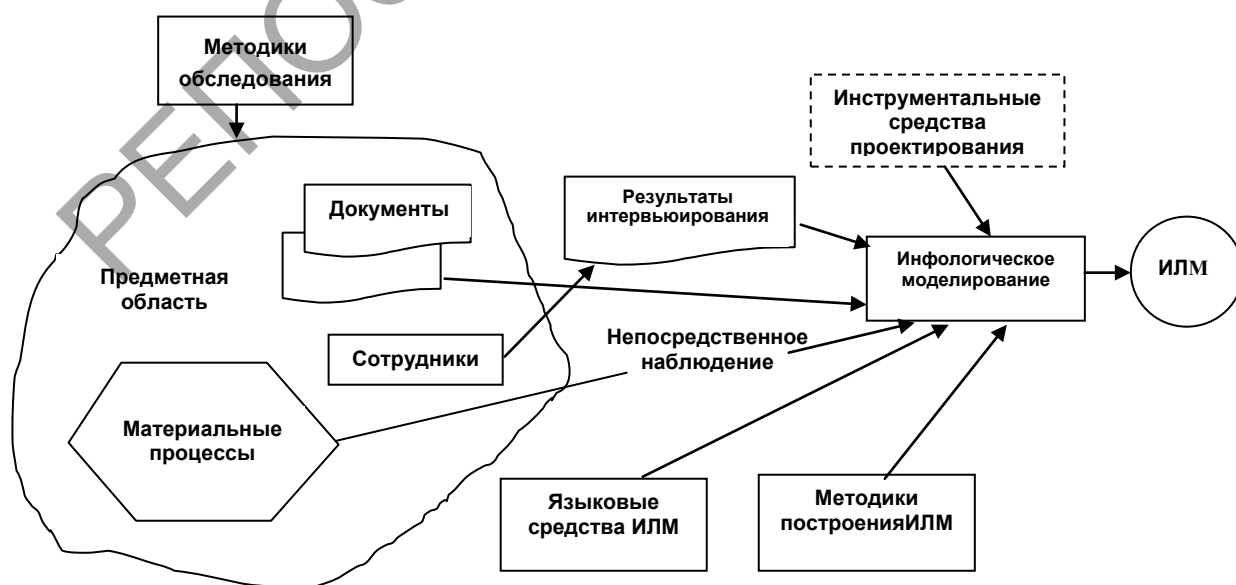 РЕПО
Методики
обследования
Инструментальные
средства
проектирования
Документы
Результаты
интервьюирования
Предметная
область
Инфологическое
моделирование
ИЛМ
Сотрудники
Непосредственное
наблюдение
Материальные
процессы
Языковые
средства ИЛМ
Методики
построенияИЛМ